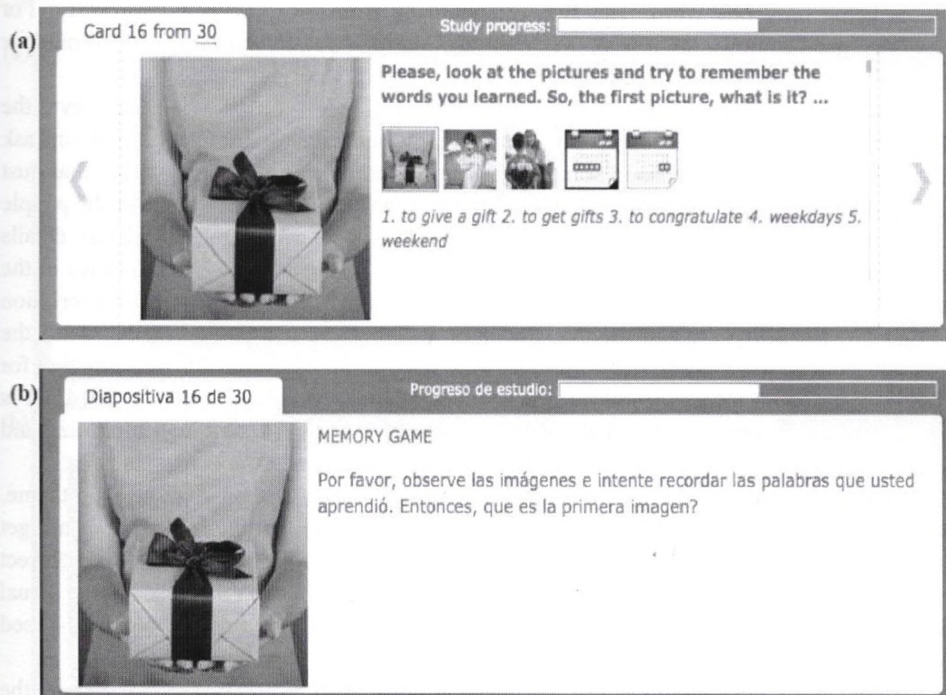 (a)
Card 16 from 30
Study progress:
Please, look at the pictures and try to remember the
words you learned. So, the first picture, what is it? ...
1. to give a gift 2. to get gifts 3. to congratulate 4. weekdays 5.
weekend
(b)
Diapositiva 16 de 30
Progreso de estudio:
MEMORY GAME
Por favor, observe las imágenes e intente recordar las palabras que usted
aprendió. Entonces, que es la primera imagen?